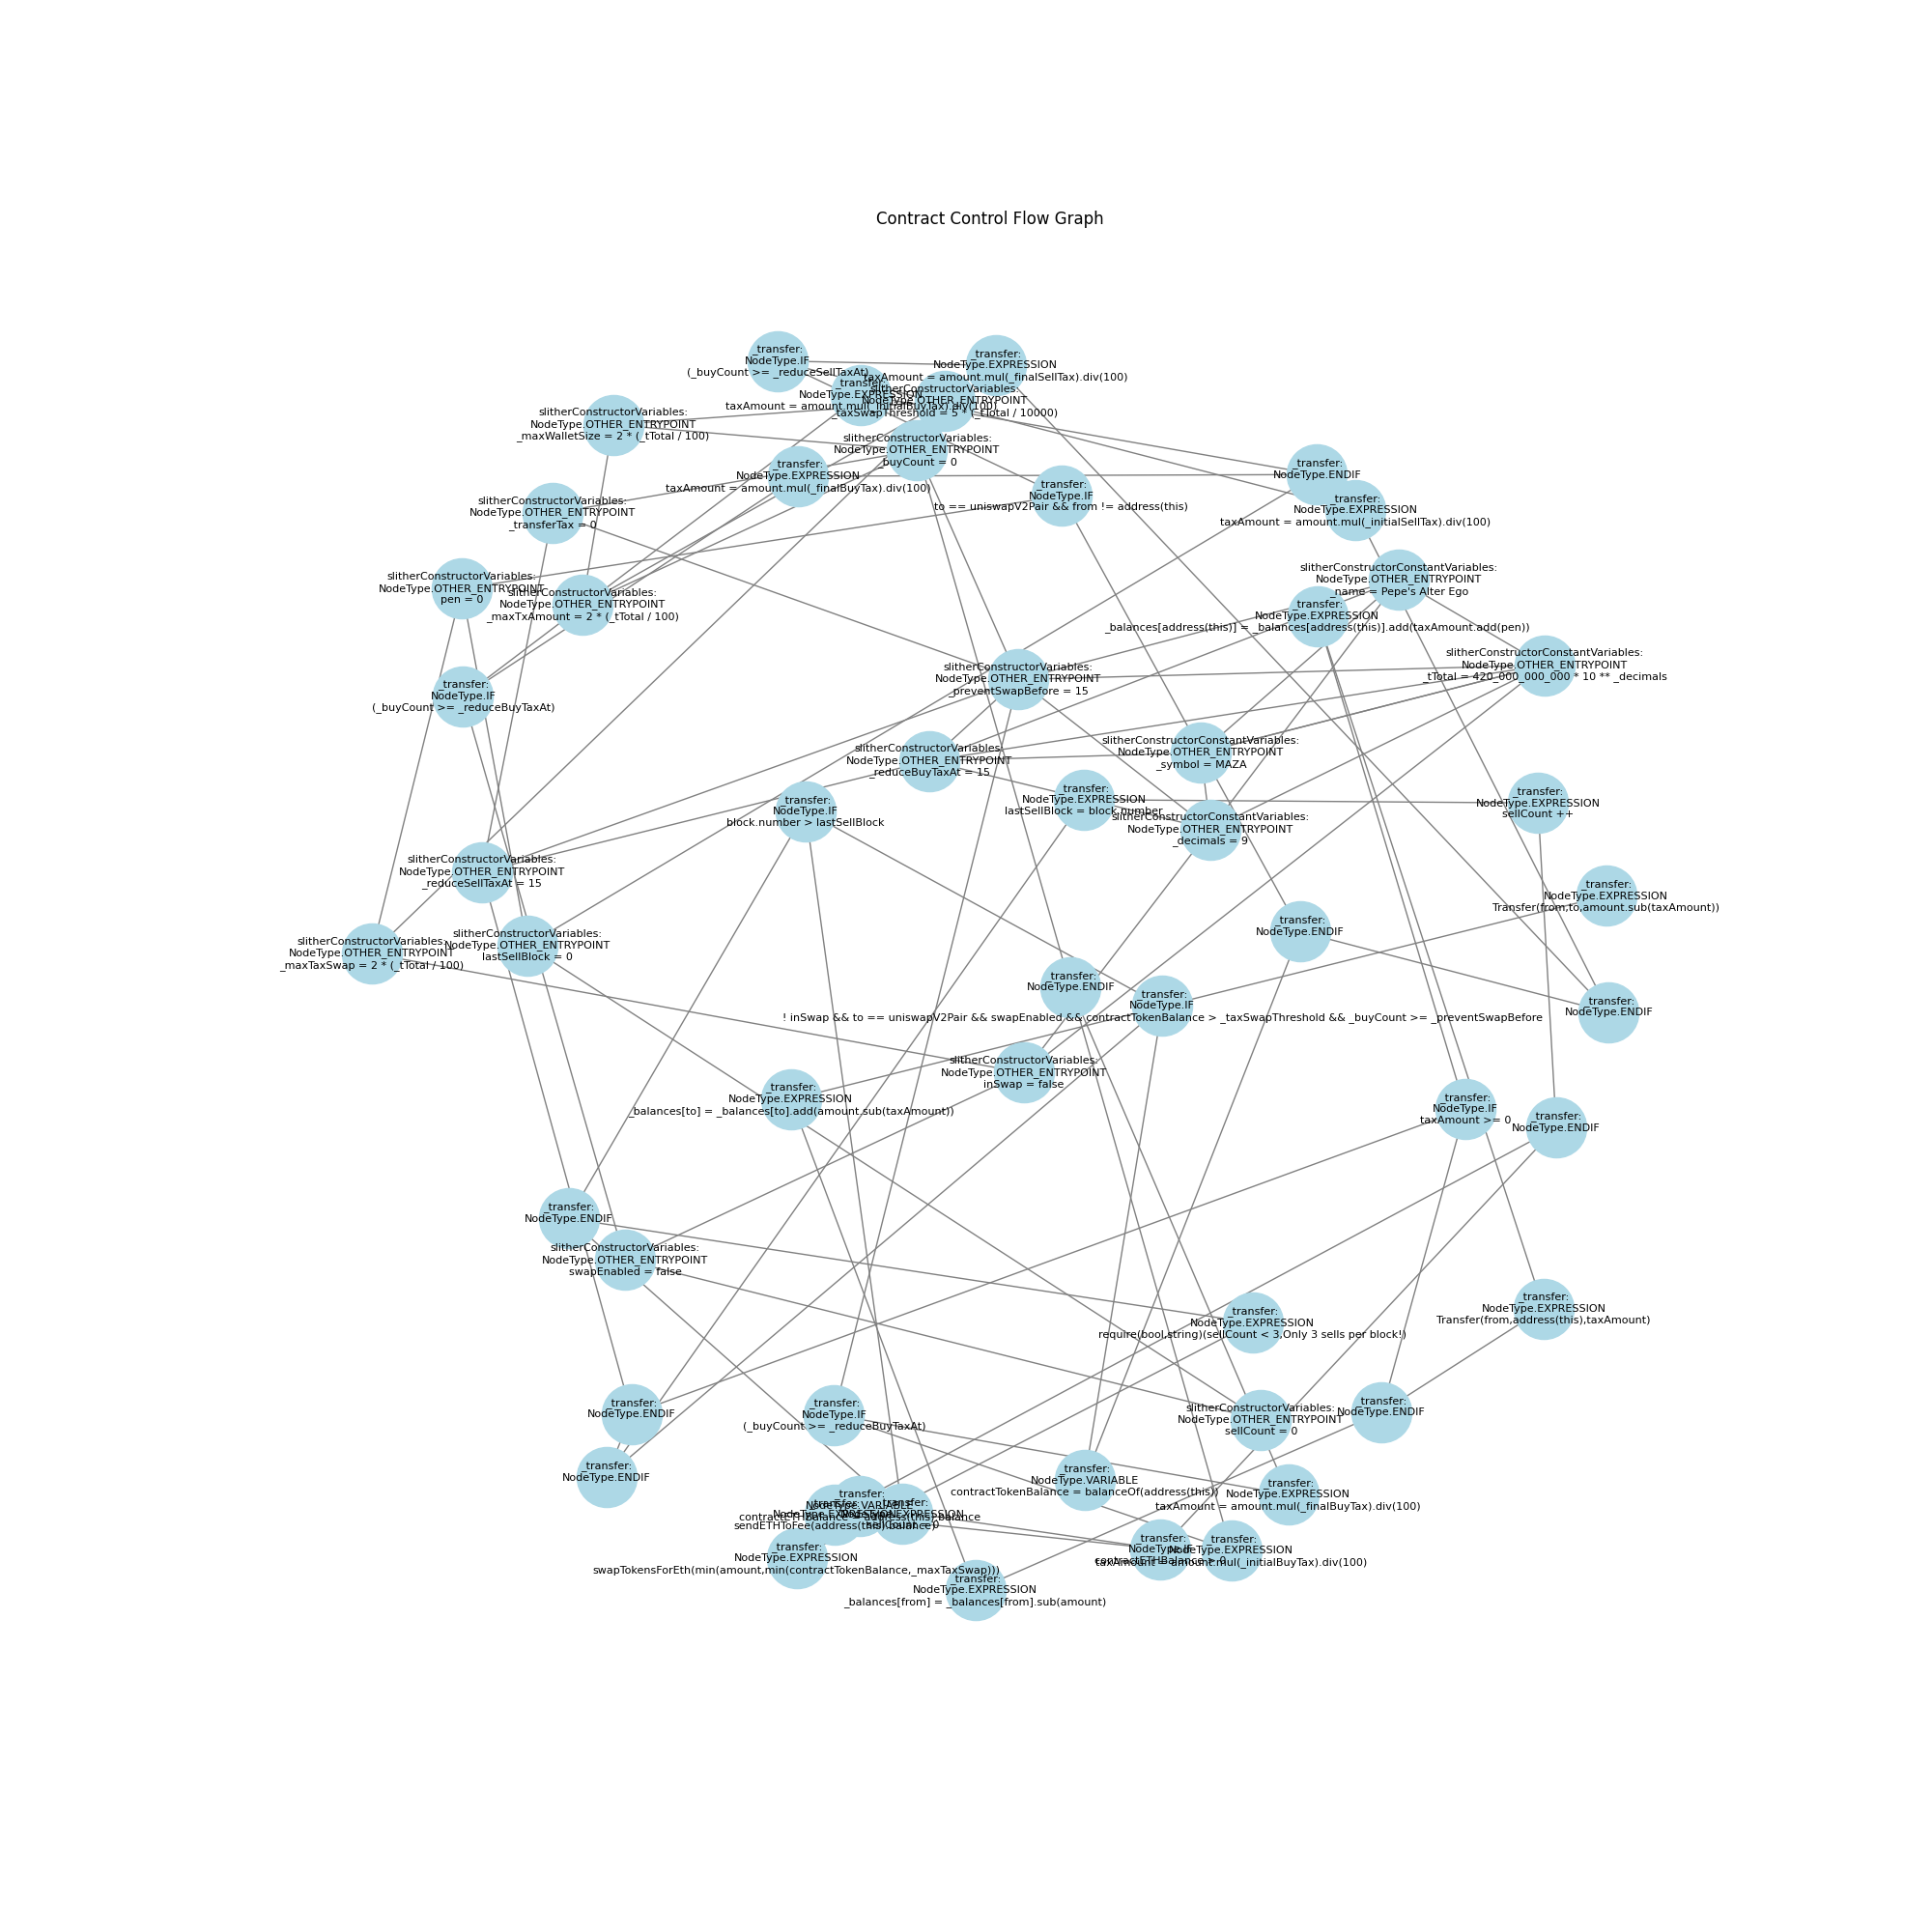 Contract Control Flow Graph
_transfer:
NodeType.IF
(_buyCount >= _reduceSellTaxAt)
_transfer:
NodeType.EXPRESSION
taxAmount = amount.mul(_finalSellTax).div(100)
_transfer:
NodeType.EXPRESSION
taxAmount = amount.mul(_initialBuyTax).div(100)
slitherConstructorVariables:
NodeType.OTHER_ENTRYPOINT
_taxSwapThreshold = 5 * (_tTotal / 10000)
slitherConstructorVariables:
NodeType.OTHER_ENTRYPOINT
_maxWalletSize = 2 * (_tTotal / 100)
slitherConstructorVariables:
NodeType.OTHER_ENTRYPOINT
_buyCount = 0
_transfer:
NodeType.EXPRESSION
taxAmount = amount.mul(_finalBuyTax).div(100)
_transfer:
NodeType.IF
to == uniswapV2Pair && from != address(this)
_transfer:
NodeType.ENDIF
_transfer:
NodeType.EXPRESSION
taxAmount = amount.mul(_initialSellTax).div(100)
slitherConstructorVariables:
NodeType.OTHER_ENTRYPOINT
_transferTax = 0
slitherConstructorVariables:
NodeType.OTHER_ENTRYPOINT
pen = 0
slitherConstructorVariables:
NodeType.OTHER_ENTRYPOINT
_maxTxAmount = 2 * (_tTotal / 100)
slitherConstructorConstantVariables:
NodeType.OTHER_ENTRYPOINT
_name = Pepe's Alter Ego
_transfer:
NodeType.EXPRESSION
_balances[address(this)] = _balances[address(this)].add(taxAmount.add(pen))
slitherConstructorConstantVariables:
NodeType.OTHER_ENTRYPOINT
_tTotal = 420_000_000_000 * 10 ** _decimals
slitherConstructorVariables:
NodeType.OTHER_ENTRYPOINT
_preventSwapBefore = 15
_transfer:
NodeType.IF
(_buyCount >= _reduceBuyTaxAt)
slitherConstructorVariables:
NodeType.OTHER_ENTRYPOINT
_reduceBuyTaxAt = 15
slitherConstructorConstantVariables:
NodeType.OTHER_ENTRYPOINT
_symbol = MAZA
_transfer:
NodeType.EXPRESSION
lastSellBlock = block.number
_transfer:
NodeType.EXPRESSION
sellCount ++
_transfer:
NodeType.IF
block.number > lastSellBlock
slitherConstructorConstantVariables:
NodeType.OTHER_ENTRYPOINT
_decimals = 9
slitherConstructorVariables:
NodeType.OTHER_ENTRYPOINT
_reduceSellTaxAt = 15
_transfer:
NodeType.EXPRESSION
Transfer(from,to,amount.sub(taxAmount))
_transfer:
NodeType.ENDIF
slitherConstructorVariables:
NodeType.OTHER_ENTRYPOINT
lastSellBlock = 0
slitherConstructorVariables:
NodeType.OTHER_ENTRYPOINT
_maxTaxSwap = 2 * (_tTotal / 100)
_transfer:
NodeType.ENDIF
_transfer:
NodeType.IF
! inSwap && to == uniswapV2Pair && swapEnabled && contractTokenBalance > _taxSwapThreshold && _buyCount >= _preventSwapBefore
_transfer:
NodeType.ENDIF
slitherConstructorVariables:
NodeType.OTHER_ENTRYPOINT
inSwap = false
_transfer:
NodeType.EXPRESSION
_balances[to] = _balances[to].add(amount.sub(taxAmount))
_transfer:
NodeType.IF
taxAmount >= 0
_transfer:
NodeType.ENDIF
_transfer:
NodeType.ENDIF
slitherConstructorVariables:
NodeType.OTHER_ENTRYPOINT
swapEnabled = false
_transfer:
NodeType.EXPRESSION
Transfer(from,address(this),taxAmount)
_transfer:
NodeType.EXPRESSION
require(bool,string)(sellCount < 3,Only 3 sells per block!)
_transfer:
NodeType.ENDIF
_transfer:
NodeType.IF
(_buyCount >= _reduceBuyTaxAt)
slitherConstructorVariables:
NodeType.OTHER_ENTRYPOINT
sellCount = 0
_transfer:
NodeType.ENDIF
_transfer:
NodeType.ENDIF
_transfer:
NodeType.VARIABLE
contractTokenBalance = balanceOf(address(this))
_transfer:
NodeType.EXPRESSION
taxAmount = amount.mul(_finalBuyTax).div(100)
_transfer:
NodeType.VARIABLE
contractETHBalance = address(this).balance
_transfer:
NodeType.EXPRESSION
sendETHToFee(address(this).balance)
_transfer:
NodeType.EXPRESSION
sellCount = 0
_transfer:
NodeType.IF
contractETHBalance > 0
_transfer:
NodeType.EXPRESSION
taxAmount = amount.mul(_initialBuyTax).div(100)
_transfer:
NodeType.EXPRESSION
swapTokensForEth(min(amount,min(contractTokenBalance,_maxTaxSwap)))
_transfer:
NodeType.EXPRESSION
_balances[from] = _balances[from].sub(amount)